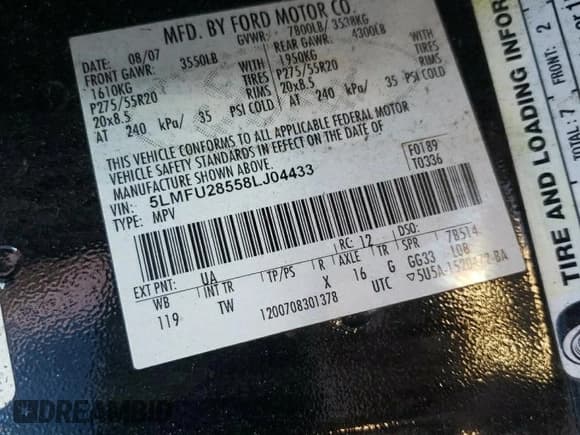 MFD. BY FORD MOTOR CO.
DATE: 08/07 GVWR: 7800LB/ 3538KG
FRONT GAWR: 3550LB REAR GAWR: 4300LB
1610KG WITH 1950KG WITH
P275/55R20 TIRES P275/55R20 TIRES
20x8.5 RIMS 20x8.5 RIMS
AT 240 kPa/ 35 PSI COLD AT 240 kPa/ 35 PSI COLD
THIS VEHICLE CONFORMS TO ALL APPLICABLE FEDERAL MOTOR
VEHICLE SAFETY STANDARDS IN EFFECT ON THE DATE OF
MANUFACTURE SHOWN ABOVE.
VIN: 5LMFU28558LJ04433 F0189
TYPE: MPV T0336
EXT PNT: UA RC: 12 DSO: 7B514
WB INT TR TP/PS R AXLE TR SPR
119 TW X 16 G GG33
1200708301378 UTC
TIRE AND LOADING INFOR
TOTAL: 7 FRONT: 2
DREAMBID